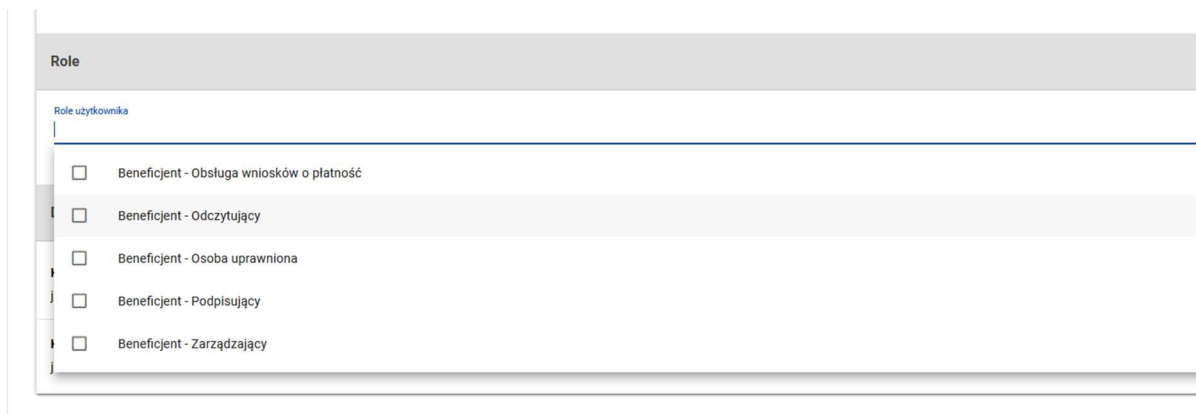 Role
Role użytkownika
Beneficjent - Obsługa wniosków o płatność
Beneficjent - Odczytujący
Beneficjent - Osoba uprawniona
Beneficjent - Podpisujący
Beneficjent - Zarządzający